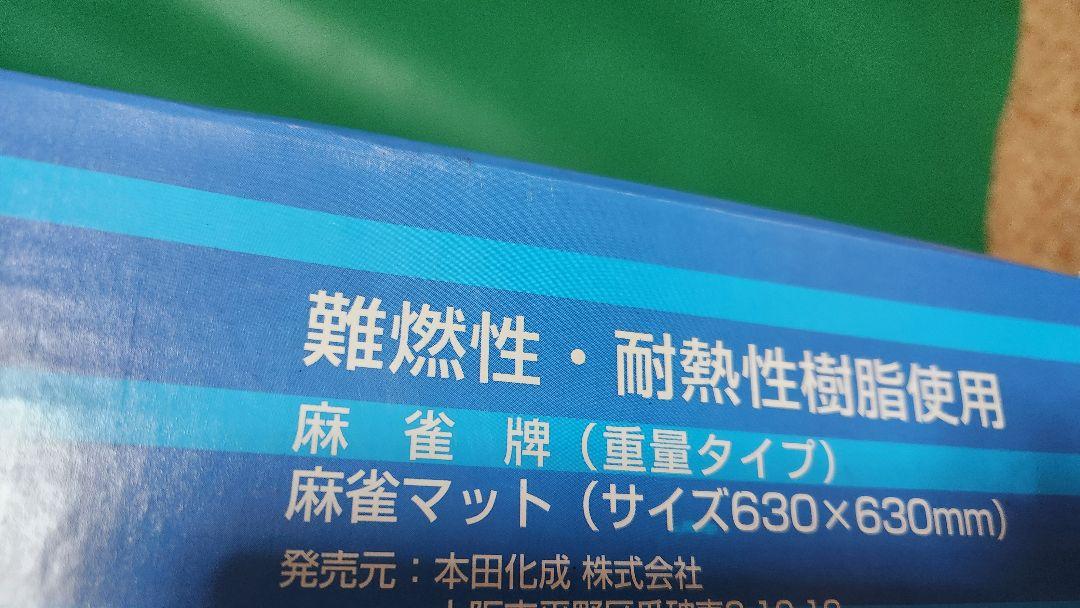 難燃性・耐熱性樹脂使用
麻雀牌（重量タイプ）
麻雀マット（サイズ630×630mm）
発売元：本田化成 株式会社